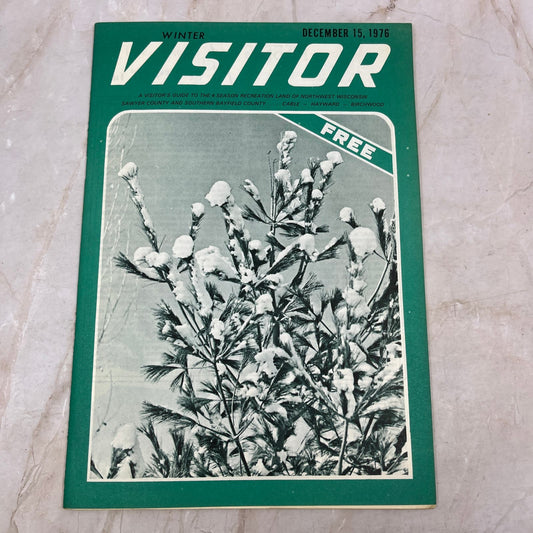 WINTER
DECEMBER 15, 1976
VISITOR
A VISITOR'S GUIDE TO THE 4 SEASON RECREATION LAND OF NORTHWEST WISCONSIN
SAWYER COUNTY AND SOUTHERN BAYFIELD COUNTY CABLE - HAYWARD - BIRCHWOOD
FREE